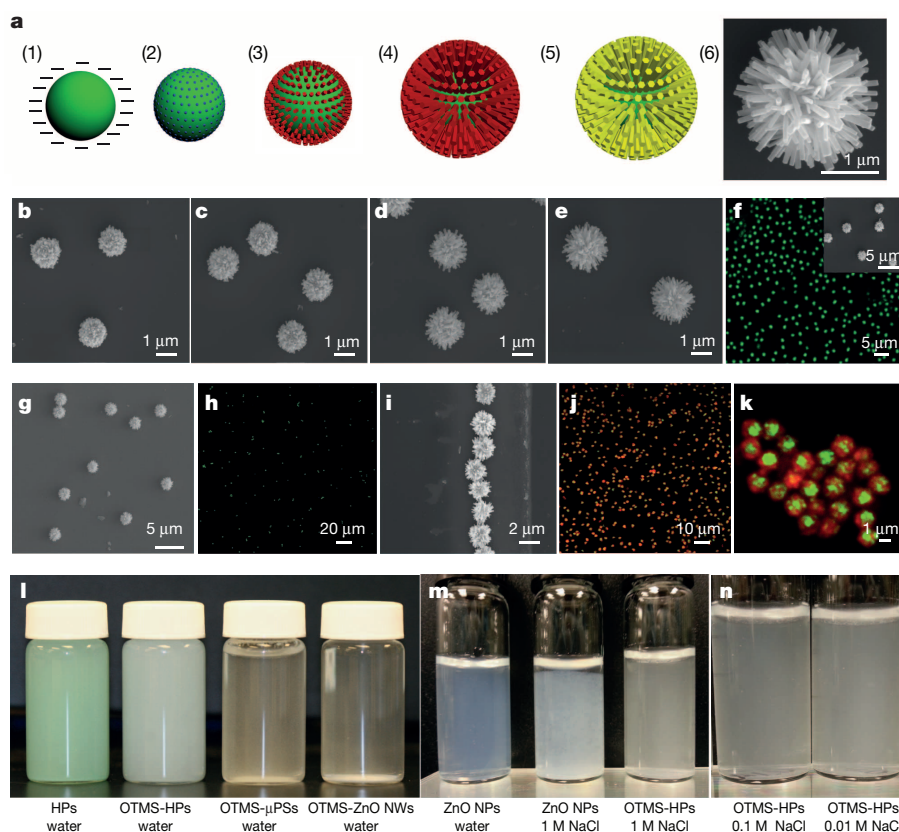 a
(1) (2) (3) (4) (5) (6)
1 μm
b c d e f
5 μm
1 μm 1 μm 1 μm 1 μm 5 μm
g h i j k
5 μm 20 μm 2 μm 10 μm 1 μm
l m n
HPs OTMS-HPs OTMS-μPSs OTMS-ZnO NWs ZnO NPs ZnO NPs OTMS-HPs OTMS-HPs OTMS-HPs
water water water water water 1 M NaCl 1 M NaCl 0.1 M NaCl 0.01 M NaC